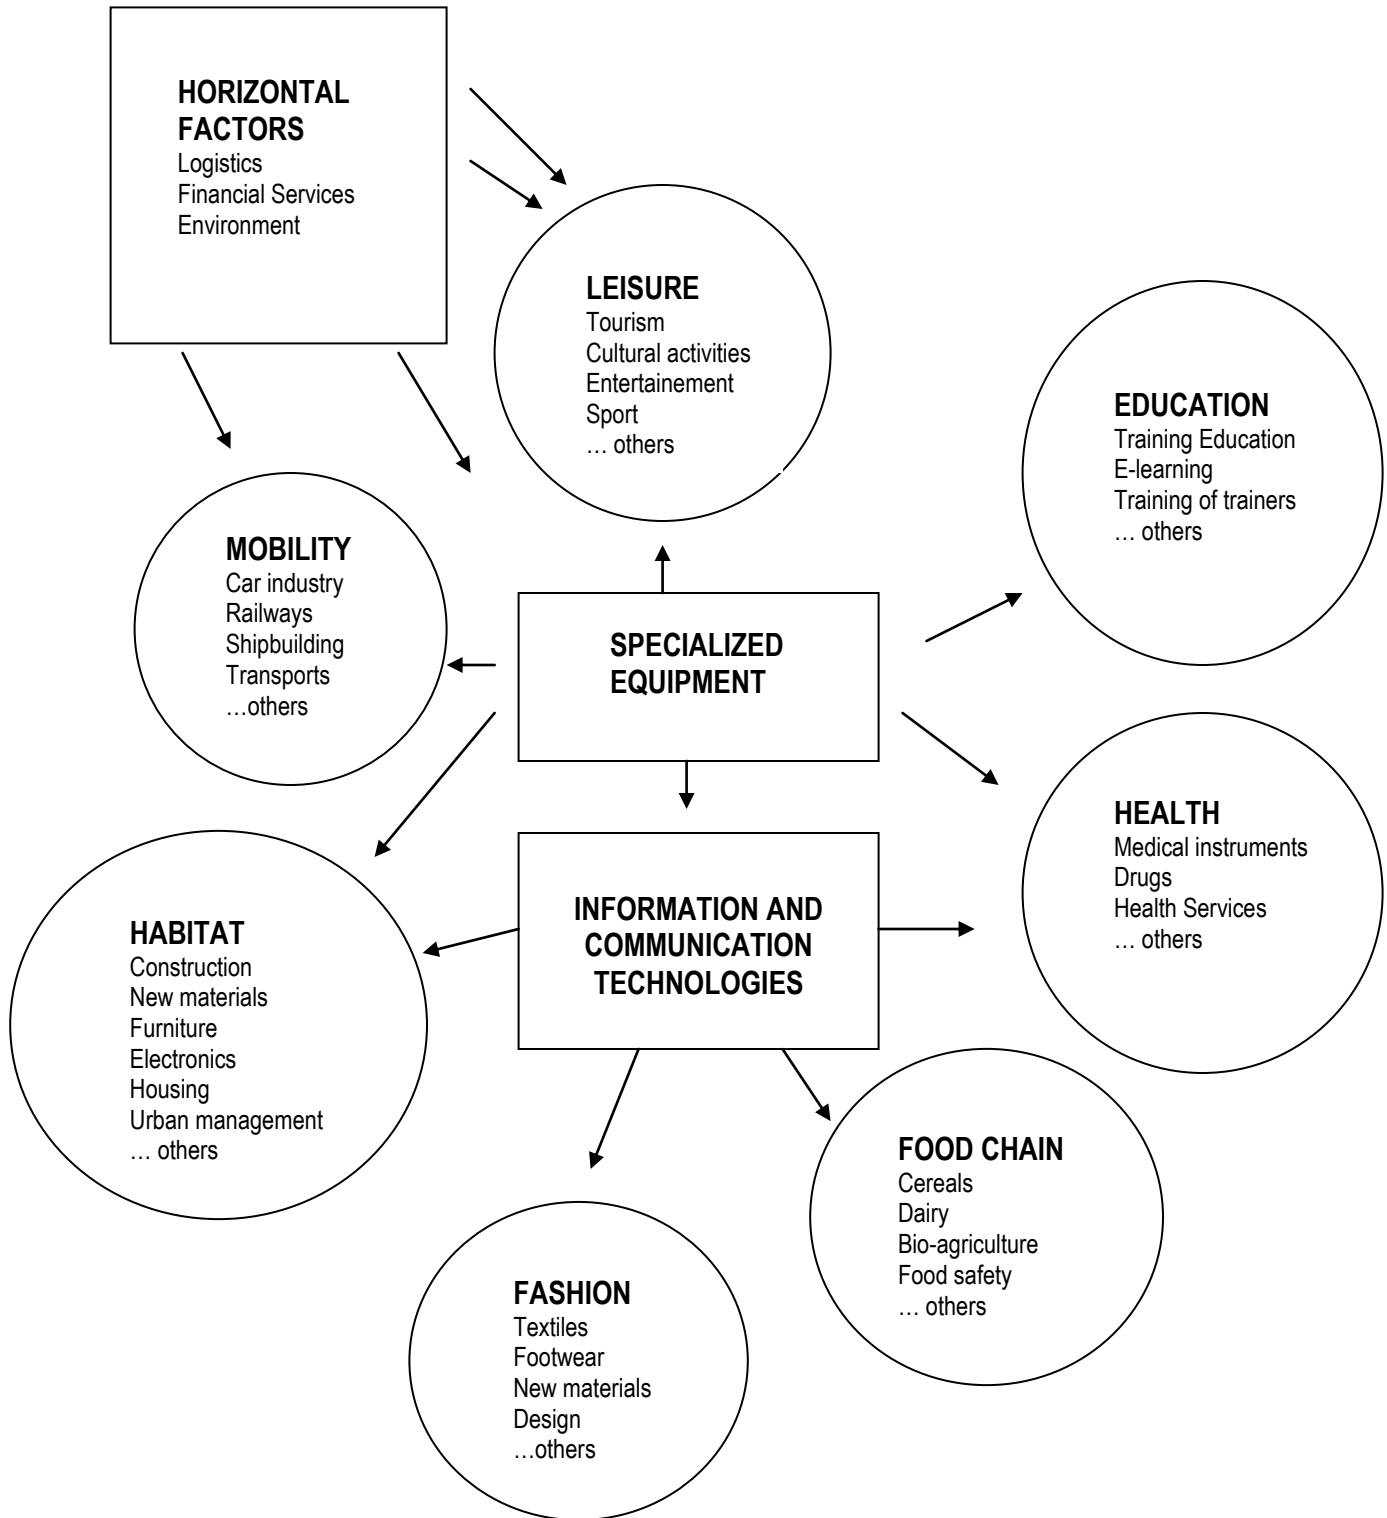 HORIZONTAL
FACTORS
Logistics
Financial Services
Environment
LEISURE
Tourism
Cultural activities
Entertainement
Sport
… others
EDUCATION
Training Education
E-learning
Training of trainers
… others
MOBILITY
Car industry
Railways
Shipbuilding
Transports
…others
SPECIALIZED
EQUIPMENT
HEALTH
Medical instruments
Drugs
Health Services
… others
INFORMATION AND
COMMUNICATION
TECHNOLOGIES
HABITAT
Construction
New materials
Furniture
Electronics
Housing
Urban management
… others
FOOD CHAIN
Cereals
Dairy
Bio-agriculture
Food safety
… others
FASHION
Textiles
Footwear
New materials
Design
…others